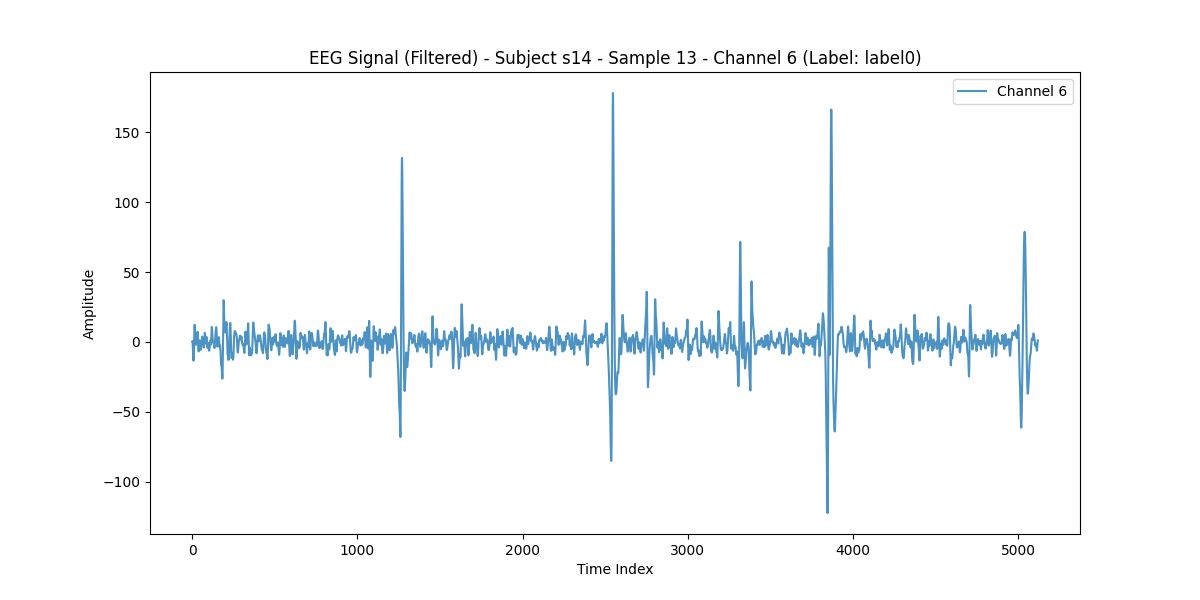 EEG Signal (Filtered) - Subject s14 - Sample 13 - Channel 6 (Label: label0)
Channel 6
150
100
50
0
−50
−100
Amplitude
0 1000 2000 3000 4000 5000
Time Index